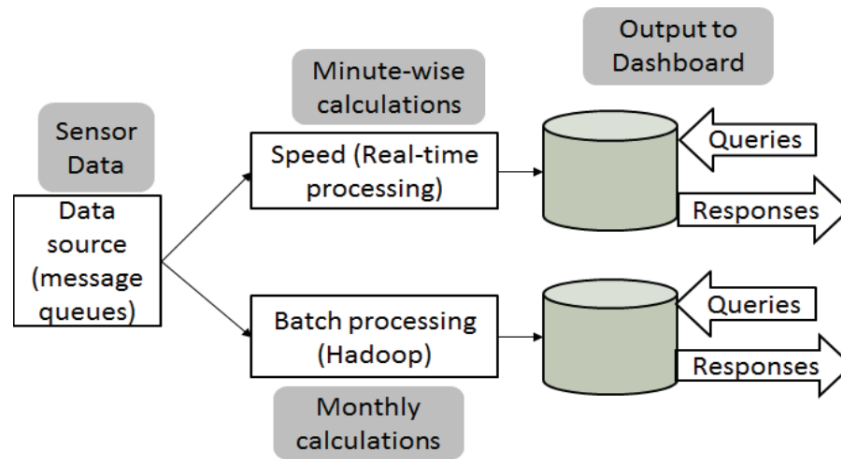 Sensor
Data
Data
source
(message
queues)
Minute-wise
calculations
Speed (Real-time
processing)
Batch processing
(Hadoop)
Monthly
calculations
Output to
Dashboard
Queries
Responses
Queries
Responses